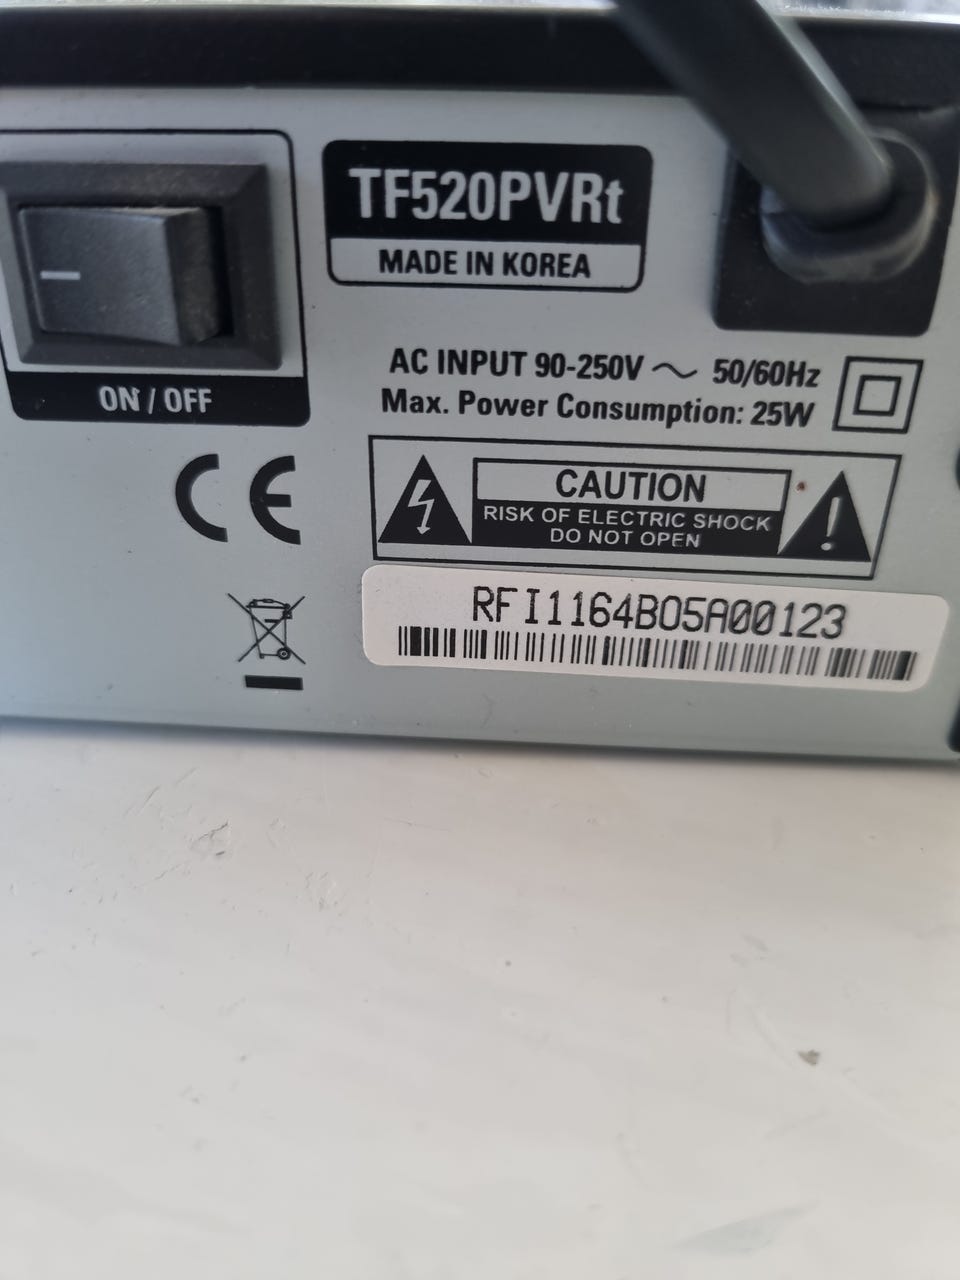 TF520PVRt
MADE IN KOREA
ON / OFF
AC INPUT 90-250V ~ 50/60Hz
Max. Power Consumption: 25W
CE
CAUTION
RISK OF ELECTRIC SHOCK
DO NOT OPEN
RFI1164B05A00123